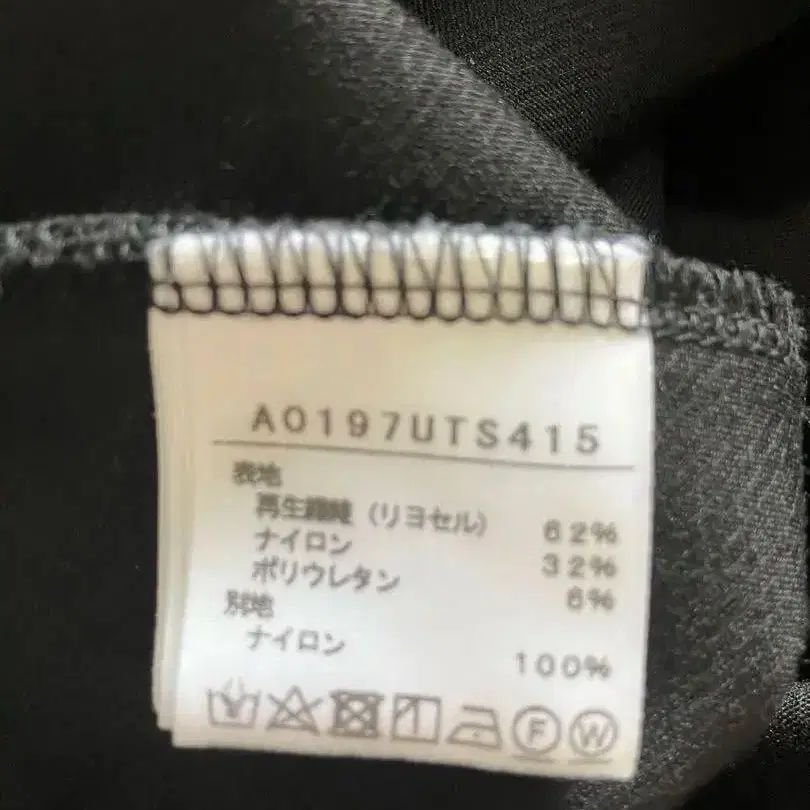 A0197UTS415
表地
再生繊維（リヨセル） 62%
ナイロン 32%
ポリウレタン 6%
別地
ナイロン 100%
F W